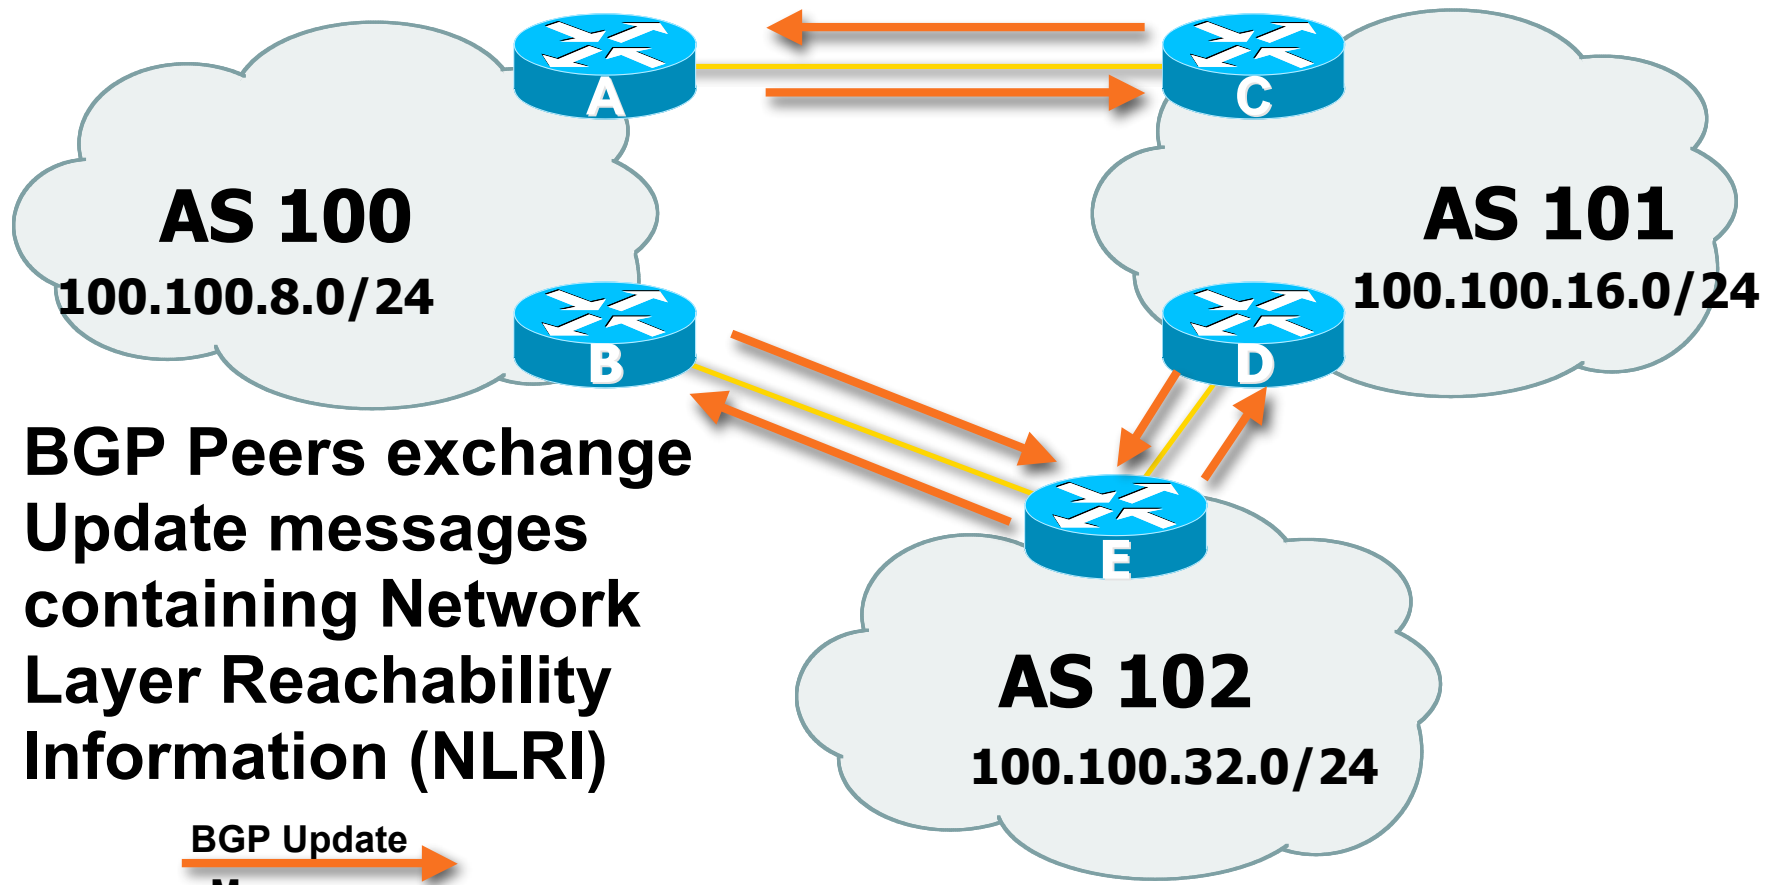 A
C
AS 100
100.100.8.0/24
AS 101
100.100.16.0/24
B
D
BGP Peers exchange
Update messages
containing Network
Layer Reachability
Information (NLRI)
E
AS 102
100.100.32.0/24
BGP Update